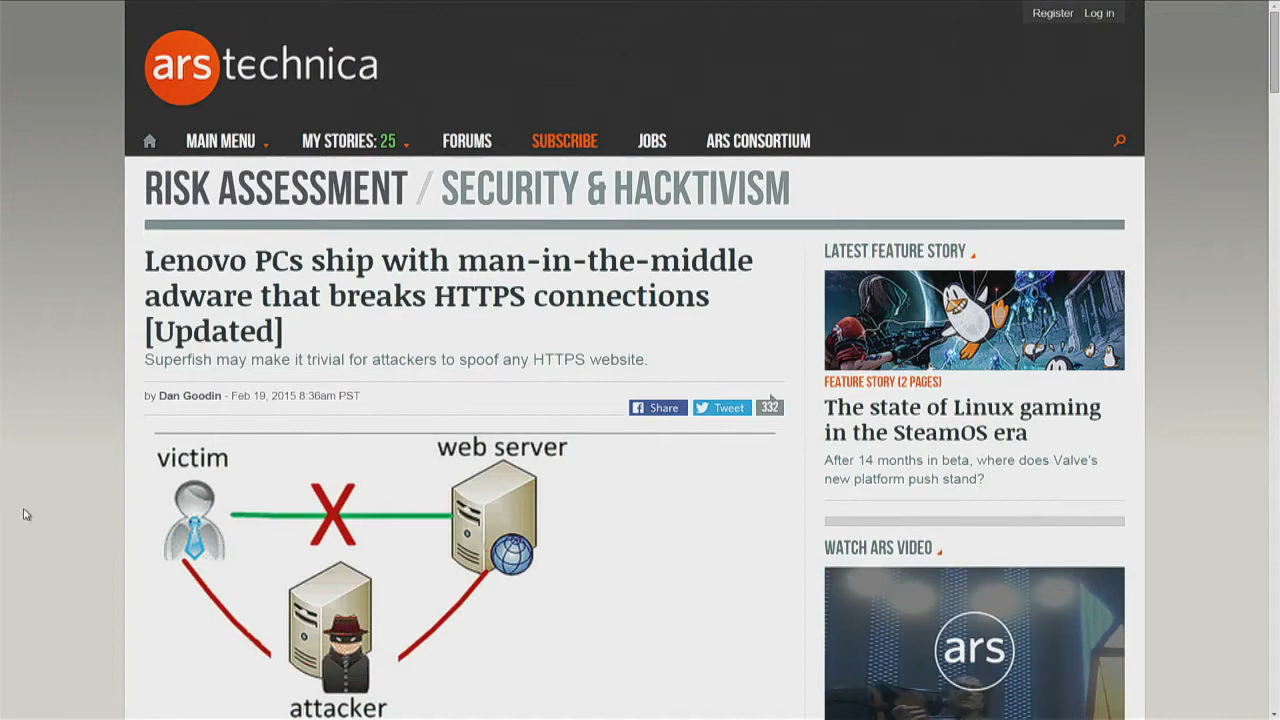 Register Log in
ars technica
MAIN MENU MY STORIES: 25 FORUMS SUBSCRIBE JOBS ARS CONSORTIUM
RISK ASSESSMENT / SECURITY & HACKTIVISM
Lenovo PCs ship with man-in-the-middle
adware that breaks HTTPS connections
[Updated]
Superfish may make it trivial for attackers to spoof any HTTPS website.
by Dan Goodin - Feb 19, 2015 8:36am PST
Share Tweet 332
victim
web server
attacker
LATEST FEATURE STORY
FEATURE STORY (2 PAGES)
The state of Linux gaming
in the SteamOS era
After 14 months in beta, where does Valve's
new platform push stand?
WATCH ARS VIDEO
ars